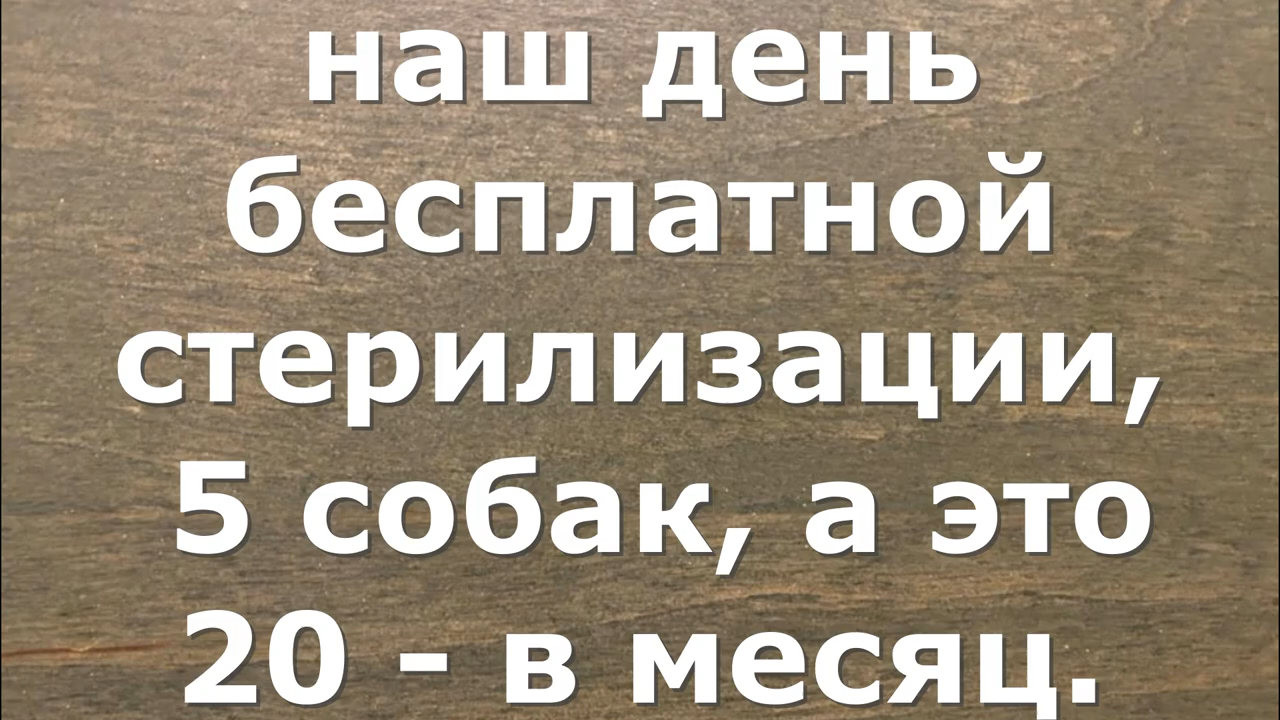 наш день
бесплатной
стерилизации,
5 собак, а это
20 - в месяц.